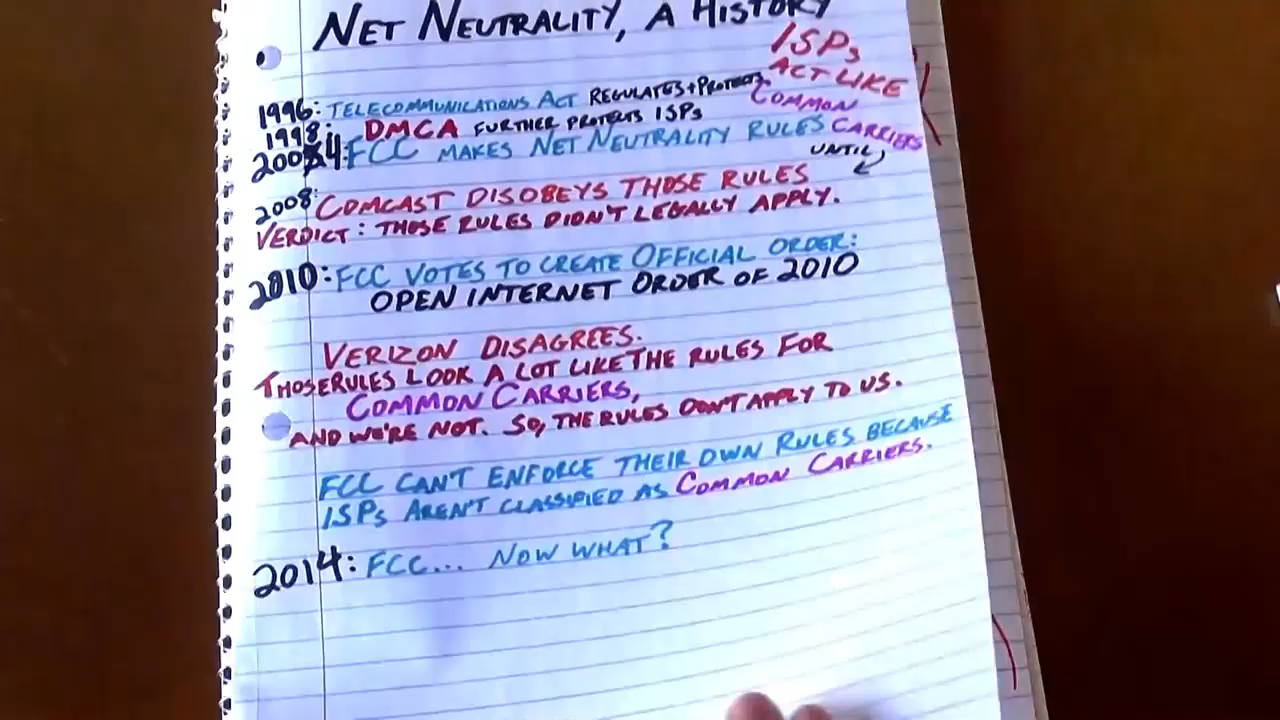 NET NEUTRALITY, A HISTORY
ISPs
ACT LIKE
COMMON
CARRIERS
UNTIL
1996: TELECOMMUNICATIONS ACT REGULATES + PROTECTS
1998: DMCA FURTHER PROTECTS ISPs
2004: FCC MAKES NET NEUTRALITY RULES
2008: COMCAST DISOBEYS THOSE RULES
VERDICT: THOSE RULES DIDN'T LEGALLY APPLY.
2010: FCC VOTES TO CREATE OFFICIAL ORDER:
OPEN INTERNET ORDER OF 2010
VERIZON DISAGREES.
THOSE RULES LOOK A LOT LIKE THE RULES FOR
COMMON CARRIERS,
AND WE'RE NOT. SO, THE RULES DON'T APPLY TO US.
FCC CAN'T ENFORCE THEIR OWN RULES BECAUSE
ISPs AREN'T CLASSIFIED AS COMMON CARRIERS.
2014: FCC... NOW WHAT?